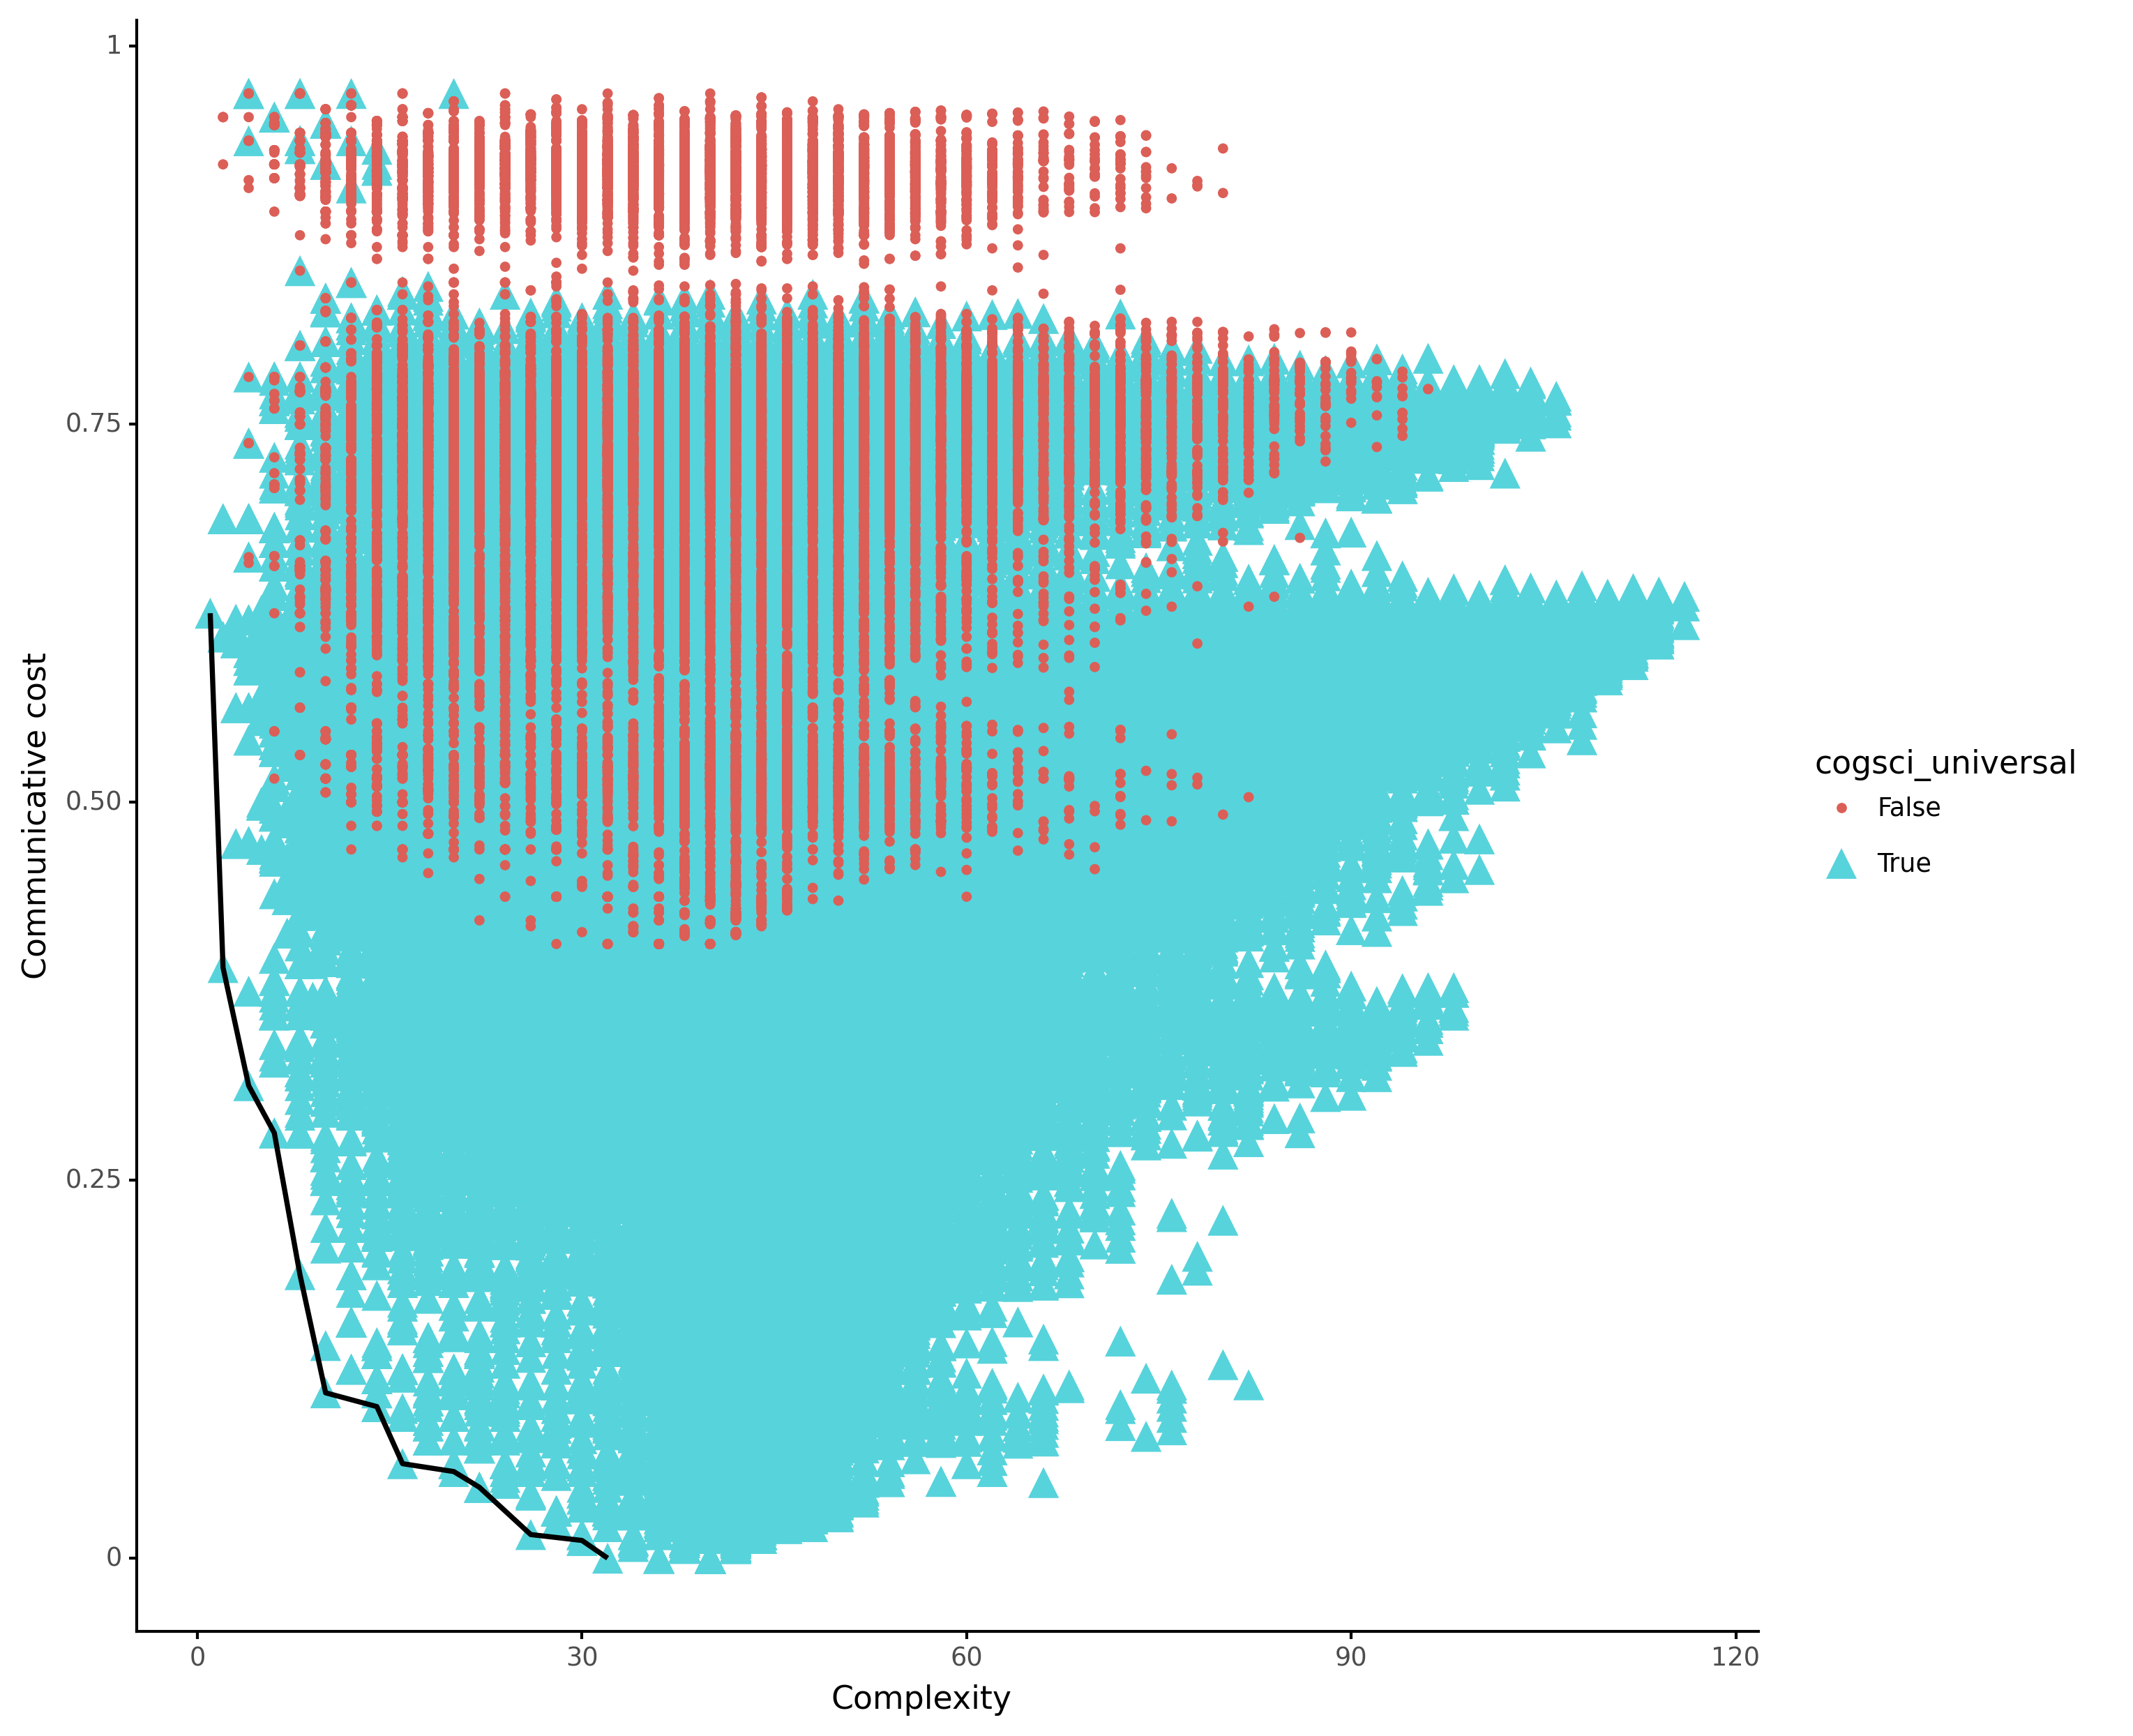 1
0.75
0.50
0.25
0
0 30 60 90 120
Complexity
Communicative cost
cogsci_universal
False
True